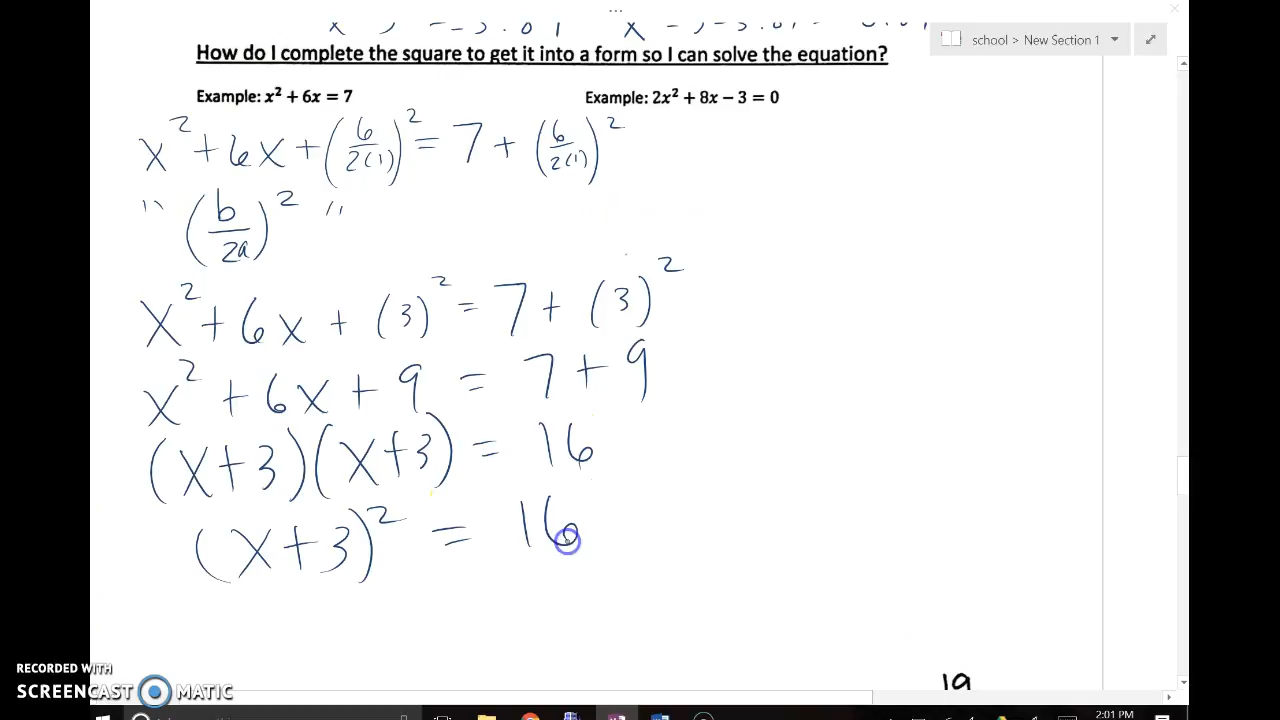 school > New Section 1
How do I complete the square to get it into a form so I can solve the equation?
Example: x² + 6x = 7
Example: 2x² + 8x − 3 = 0
x² + 6x + (6/2(1))² = 7 + (6/2(1))²
" (b/2a)² "
x² + 6x + (3)² = 7 + (3)²
x² + 6x + 9 = 7 + 9
(x+3)(x+3) = 16
(x+3)² = 16
19
RECORDED WITH
SCREENCAST MATIC
2:01 PM